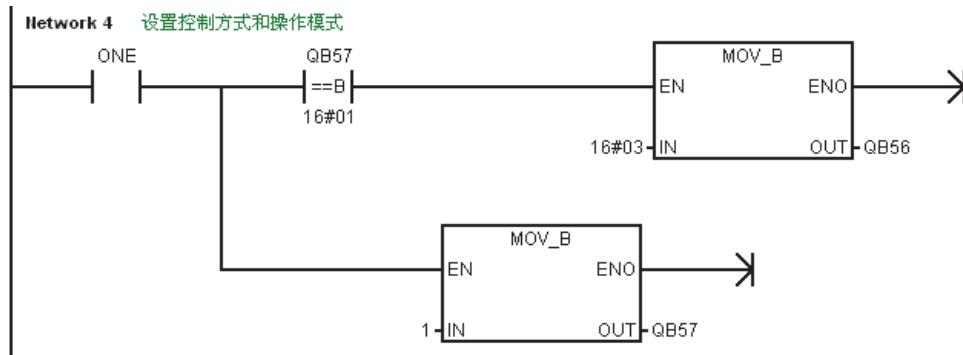 Network 4 设置控制方式和操作模式
ONE
QB57
==B
16#01
MOV_B
EN ENO
16#03 IN OUT QB56
MOV_B
EN ENO
1 IN OUT QB57